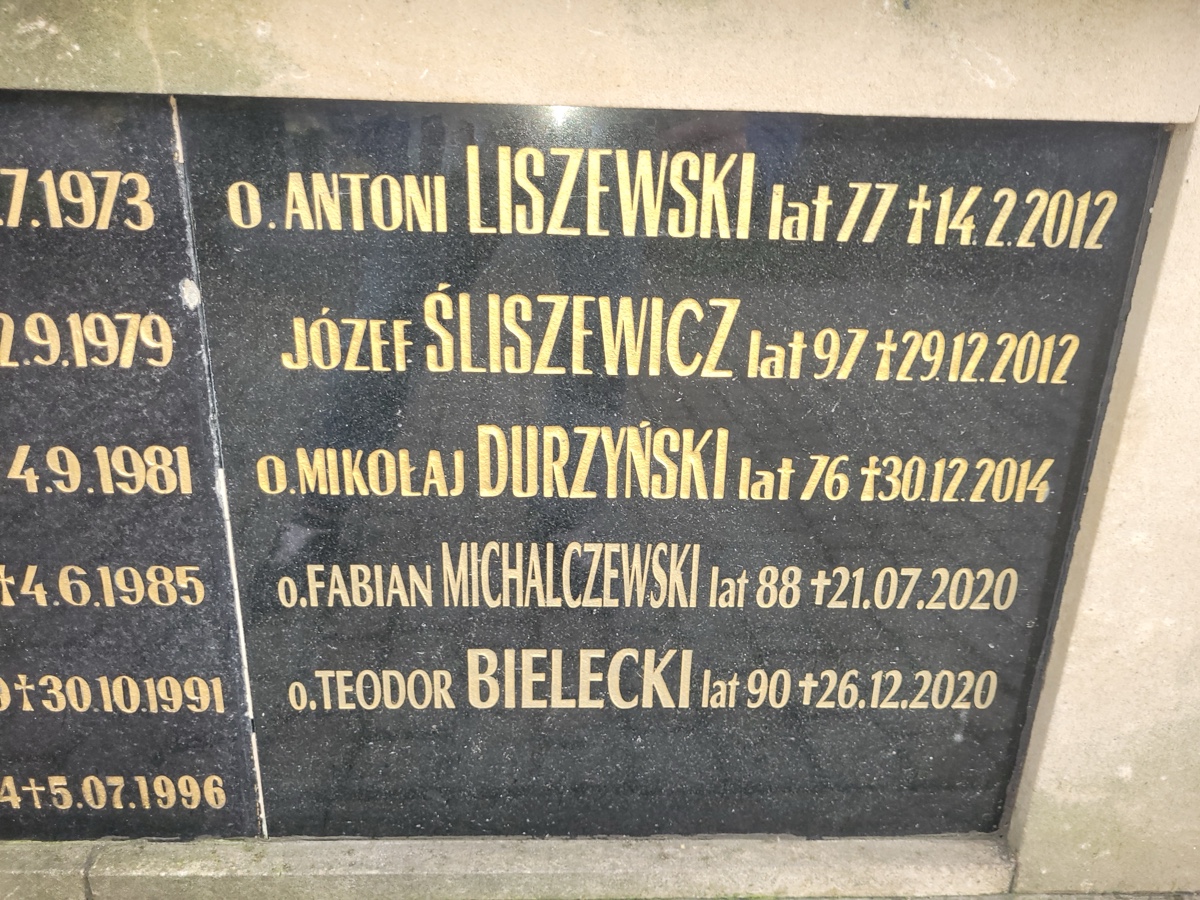 .7.1973
2.9.1979
4.9.1981
†4.6.1985
†30.10.1991
4†5.07.1996
O. ANTONI LISZEWSKI lat 77 †14.2.2012
JÓZEF ŚLISZEWICZ lat 97 †29.12.2012
O. MIKOŁAJ DURZYŃSKI lat 76 †30.12.2014
o. FABIAN MICHALCZEWSKI lat 88 †21.07.2020
o. TEODOR BIELECKI lat 90 †26.12.2020